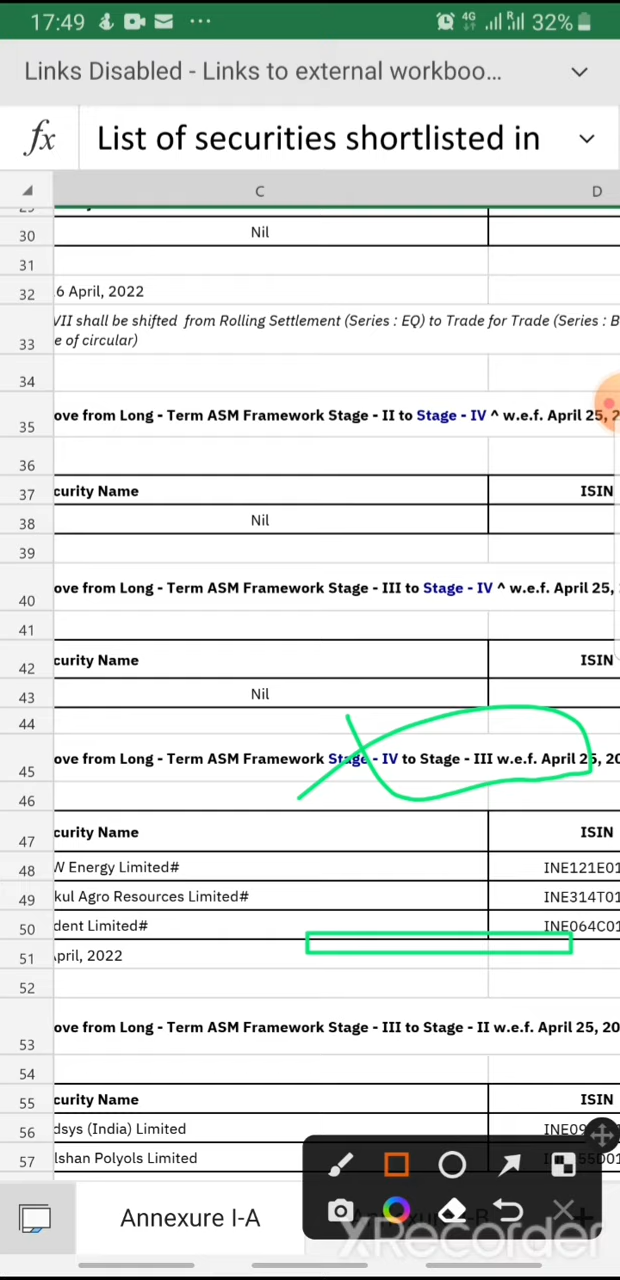 17:49 4G R 32%
Links Disabled - Links to external workboo...
fx List of securities shortlisted in
C D
30 Nil
31
32 6 April, 2022
VII shall be shifted from Rolling Settlement (Series : EQ) to Trade for Trade (Series : B
33 e of circular)
34
35 ove from Long - Term ASM Framework Stage - II to Stage - IV ^ w.e.f. April 25, 2
36
37 curity Name ISIN
38 Nil
39
40 ove from Long - Term ASM Framework Stage - III to Stage - IV ^ w.e.f. April 25,
41
42 curity Name ISIN
43 Nil
44
45 ove from Long - Term ASM Framework Stage - IV to Stage - III w.e.f. April 25, 20
46
47 curity Name ISIN
48 W Energy Limited# INE121E01
49 kul Agro Resources Limited# INE314T01
50 dent Limited# INE064C01
51 April, 2022
52
53 ove from Long - Term ASM Framework Stage - III to Stage - II w.e.f. April 25, 20
54
55 curity Name ISIN
56 dsys (India) Limited INE09
57 lshan Polyols Limited 55D01
Annexure I-A
XRecorder